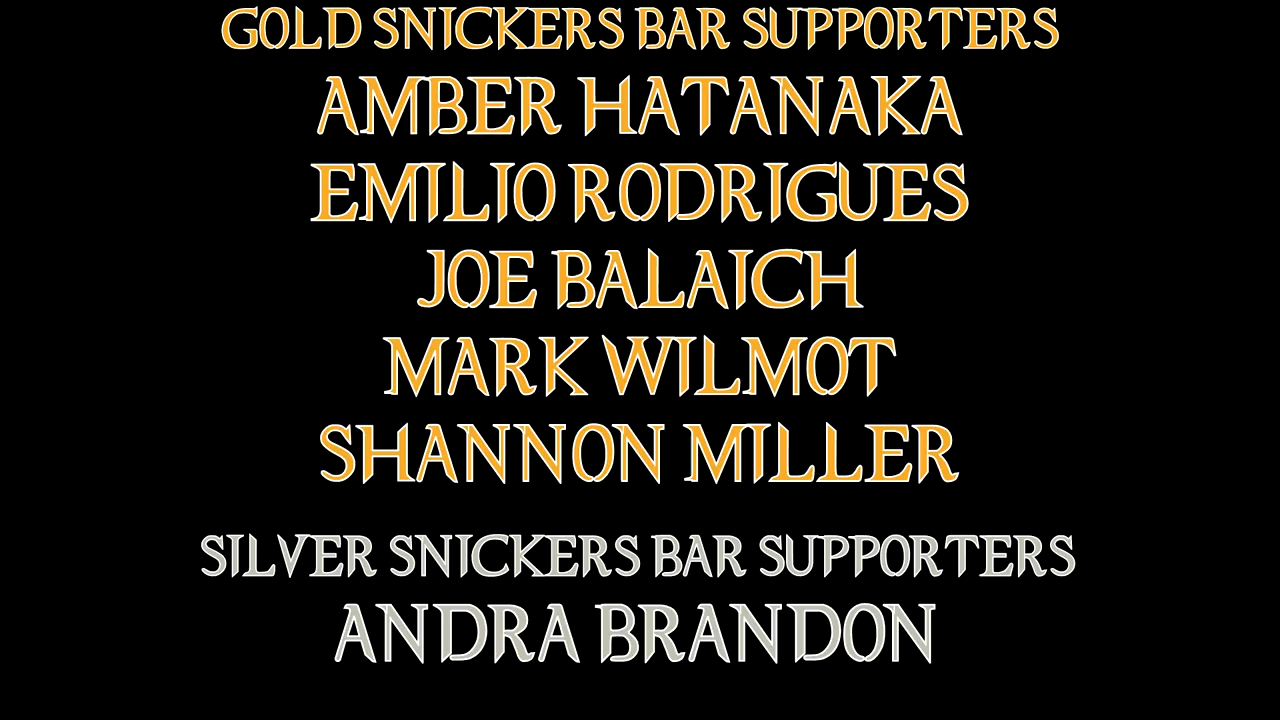 GOLD SNICKERS BAR SUPPORTERS
AMBER HATANAKA
EMILIO RODRIGUES
JOE BALAICH
MARK WILMOT
SHANNON MILLER
SILVER SNICKERS BAR SUPPORTERS
ANDRA BRANDON